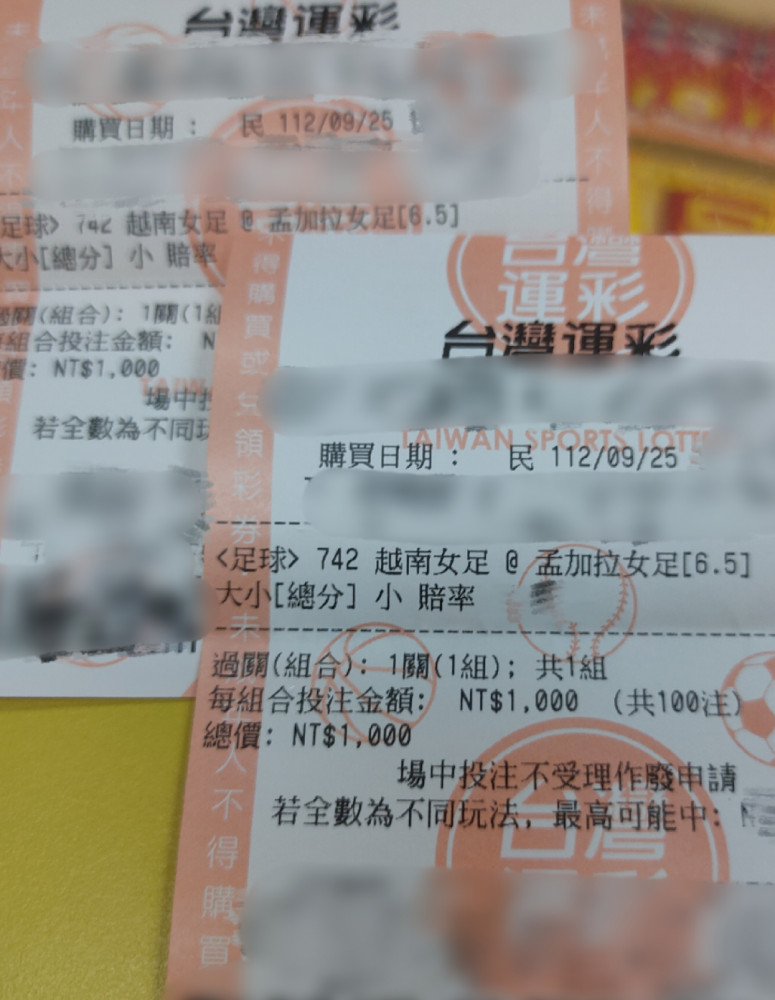 台灣運彩
購買日期： 民 112/09/25
足球> 742 越南女足 @ 孟加拉女足[6.5]
大小[總分] 小 賠率
過關(組合): 1關(1組
每組合投注金額: N
價: NT$1,000
場中投
若全數為不同玩
台灣
運彩
台灣運彩
TAIWAN SPORTS LOTT
購買日期： 民 112/09/25
<足球> 742 越南女足 @ 孟加拉女足[6.5]
大小[總分] 小 賠率
過關(組合): 1關(1組); 共1組
每組合投注金額: NT$1,000 (共100注)
總價: NT$1,000
場中投注不受理作廢申請
若全數為不同玩法, 最高可能中: N
台灣
不得購買或兌領彩券
未
人不得購買